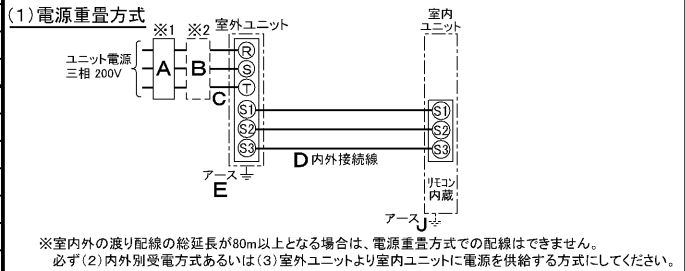 (1)電源重畳方式
※1 ※2 室外ユニット 室内
ユニット
ユニット電源
三相 200V
A B C
R
S
T
S1 S1
S2 S2
S3 S3
D 内外接続線
アース
E
リモコン
内蔵
アース J
※室内外の渡り配線の総延長が80m以上となる場合は、電源重畳方式での配線はできません。
必ず(2)内外別受電方式あるいは(3)室外ユニットより室内ユニットに電源を供給する方式にしてください。